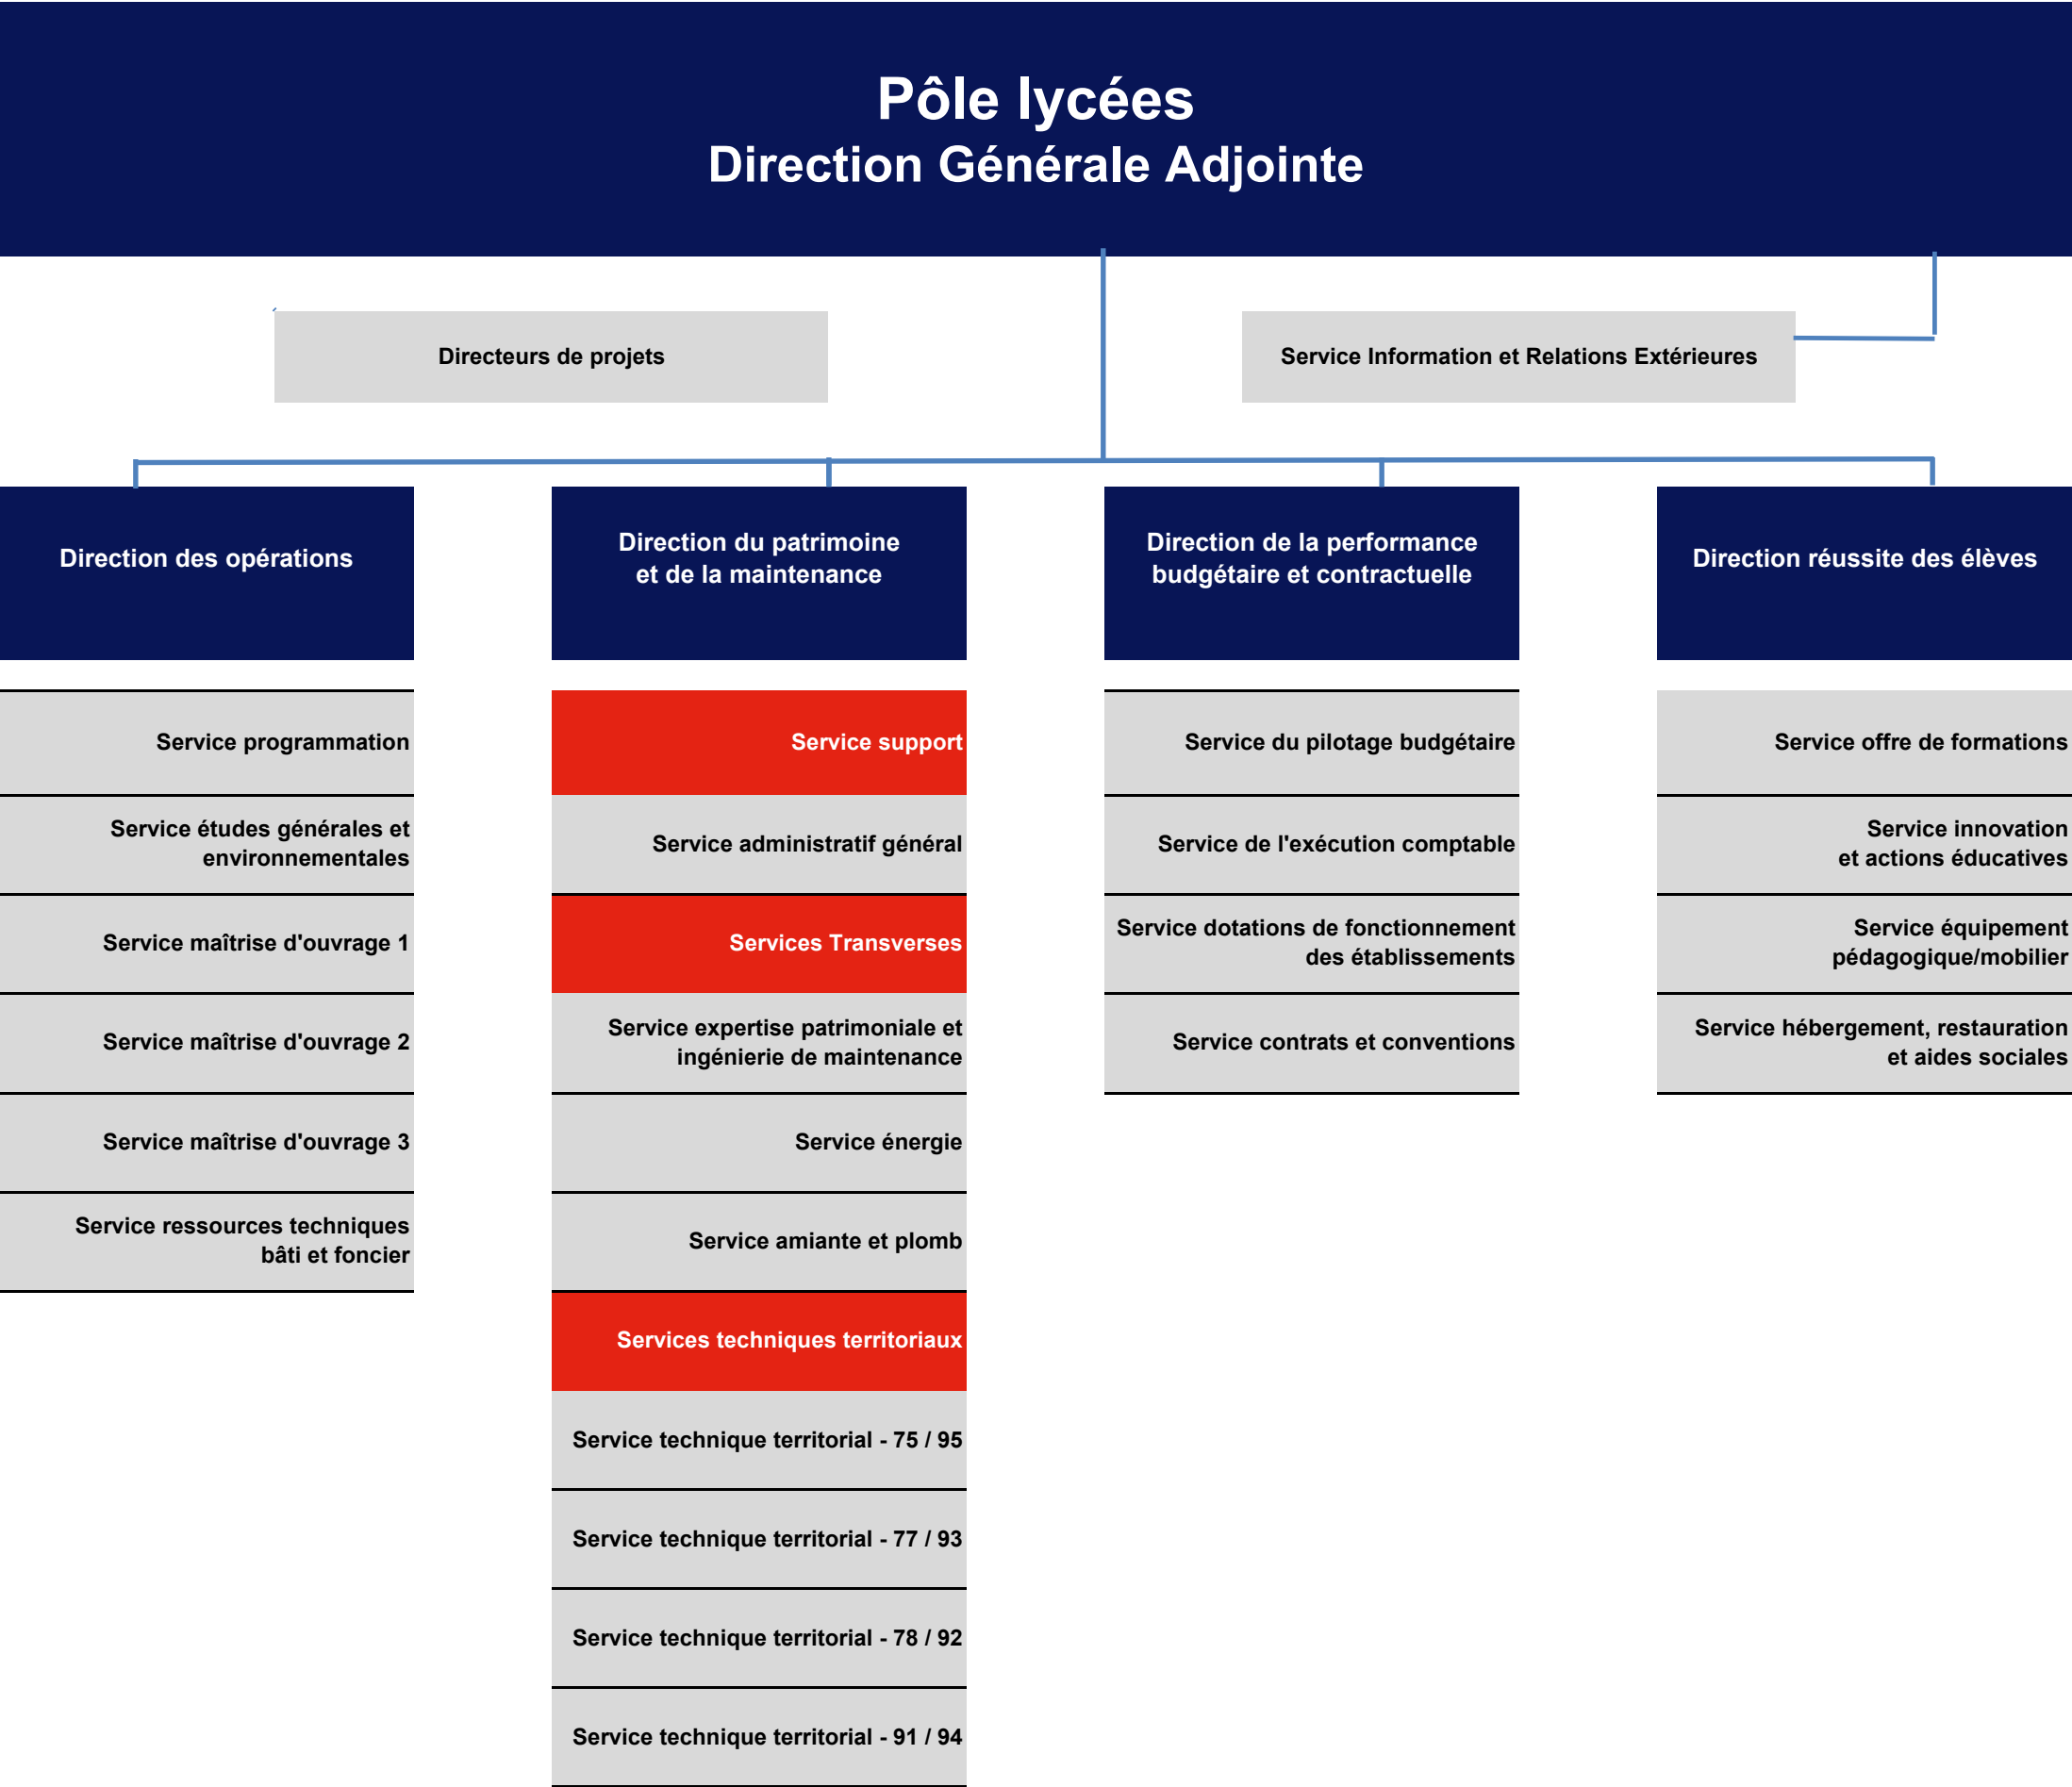 Pôle lycées
Direction Générale Adjointe
Directeurs de projets
Service Information et Relations Extérieures
Direction des opérations
Direction du patrimoine
et de la maintenance
Direction de la performance
budgétaire et contractuelle
Direction réussite des élèves
Service programmation
Service études générales et
environnementales
Service maîtrise d'ouvrage 1
Service maîtrise d'ouvrage 2
Service maîtrise d'ouvrage 3
Service ressources techniques
bâti et foncier
Service support
Service administratif général
Services Transverses
Service expertise patrimoniale et
ingénierie de maintenance
Service énergie
Service amiante et plomb
Services techniques territoriaux
Service technique territorial - 75 / 95
Service technique territorial - 77 / 93
Service technique territorial - 78 / 92
Service technique territorial - 91 / 94
Service du pilotage budgétaire
Service de l'exécution comptable
Service dotations de fonctionnement
des établissements
Service contrats et conventions
Service offre de formations
Service innovation
et actions éducatives
Service équipement
pédagogique/mobilier
Service hébergement, restauration
et aides sociales